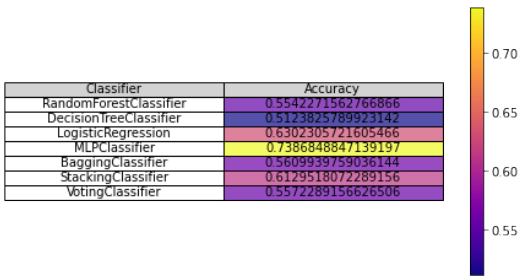 Classifier Accuracy
RandomForestClassifier 0.5542271562766866
DecisionTreeClassifier 0.5123825789923142
LogisticRegression 0.6302305721605466
MLPClassifier 0.7386848847139197
BaggingClassifier 0.5609939759036144
StackingClassifier 0.6129518072289156
VotingClassifier 0.5572289156626506
0.70
0.65
0.60
0.55